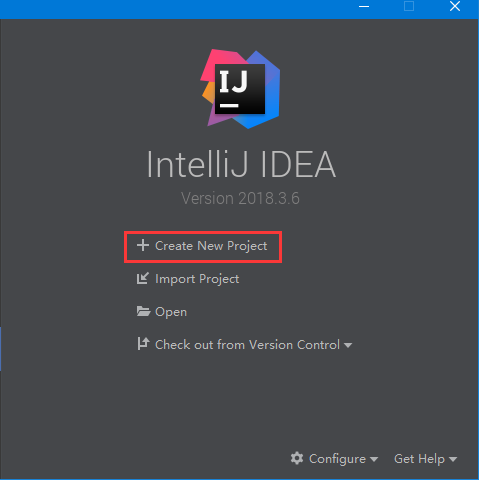 IJ
IntelliJ IDEA
Version 2018.3.6
Create New Project
Import Project
Open
Check out from Version Control
Configure Get Help